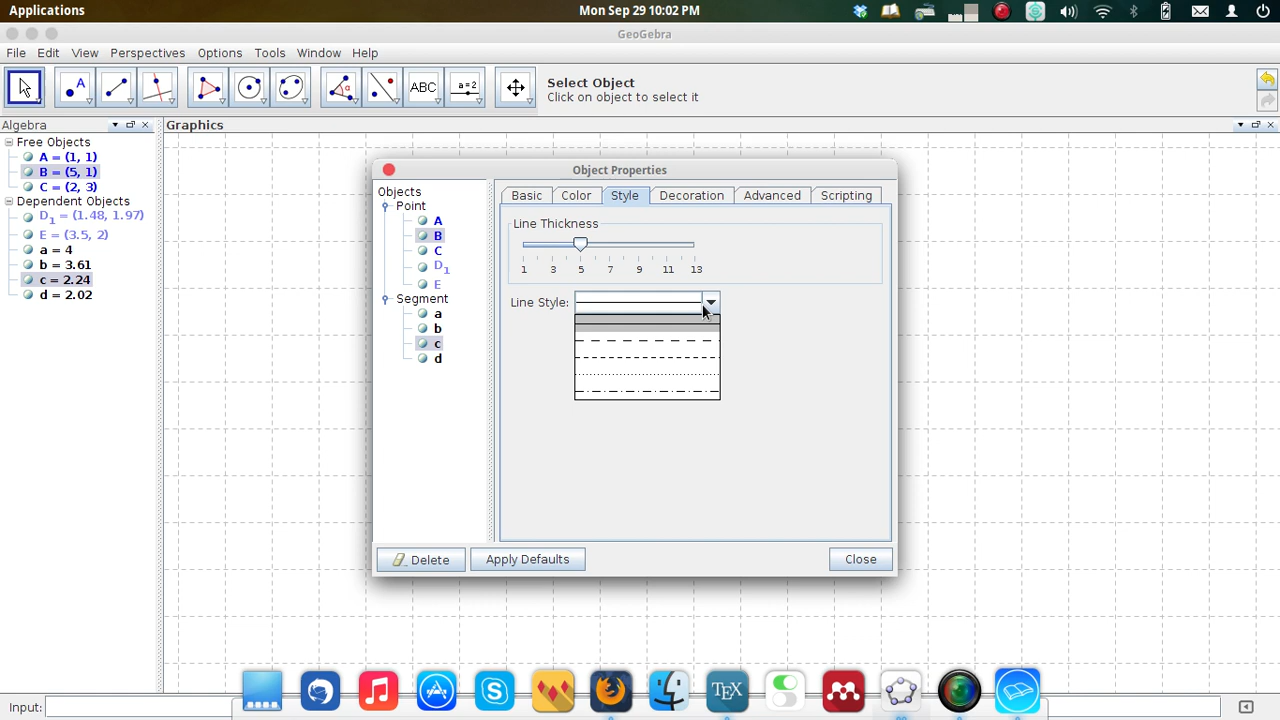 Applications
Mon Sep 29 10:02 PM
GeoGebra
File Edit View Perspectives Options Tools Window Help
A
ABC
a=2
Select Object
Click on object to select it
Algebra
Graphics
Free Objects
A = (1, 1)
B = (5, 1)
C = (2, 3)
Dependent Objects
D₁ = (1.48, 1.97)
E = (3.5, 2)
a = 4
b = 3.61
c = 2.24
d = 2.02
Object Properties
Objects
Point
A
B
C
D₁
E
Segment
a
b
c
d
Basic Color Style Decoration Advanced Scripting
Line Thickness
1 3 5 7 9 11 13
Line Style:
Delete Apply Defaults Close
TEX
Input: